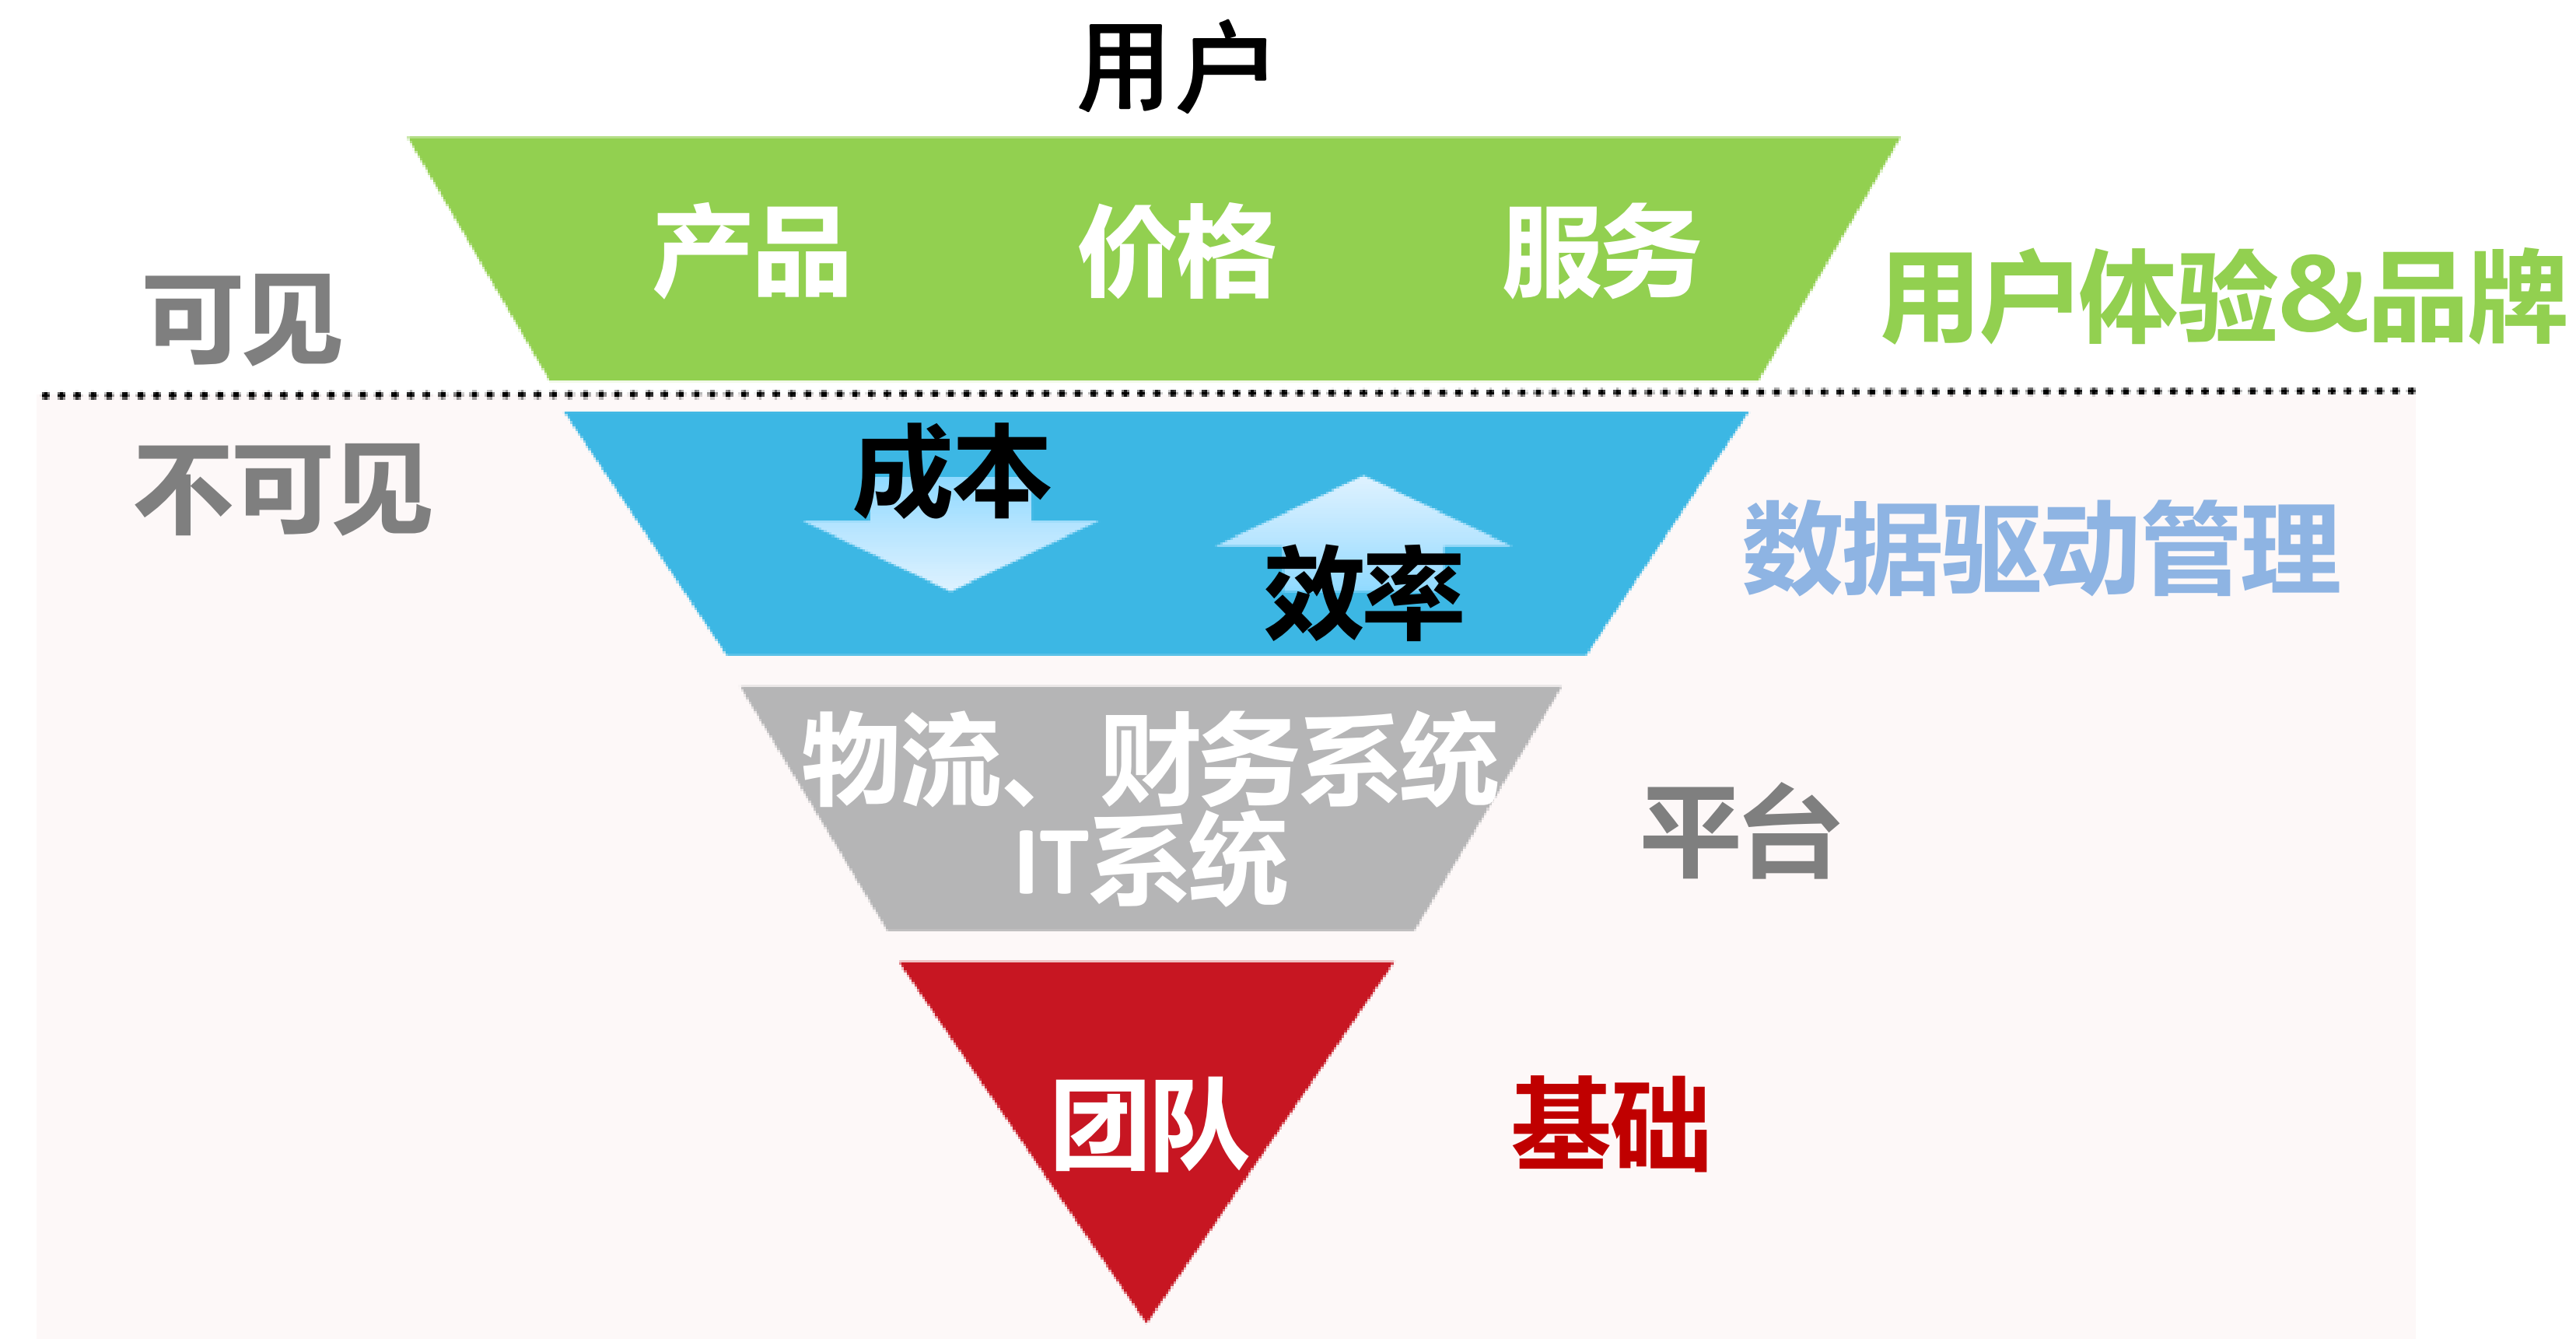 用户
产品 价格 服务
可见
用户体验&品牌
不可见
成本
效率
数据驱动管理
物流、财务系统
IT系统
平台
团队
基础